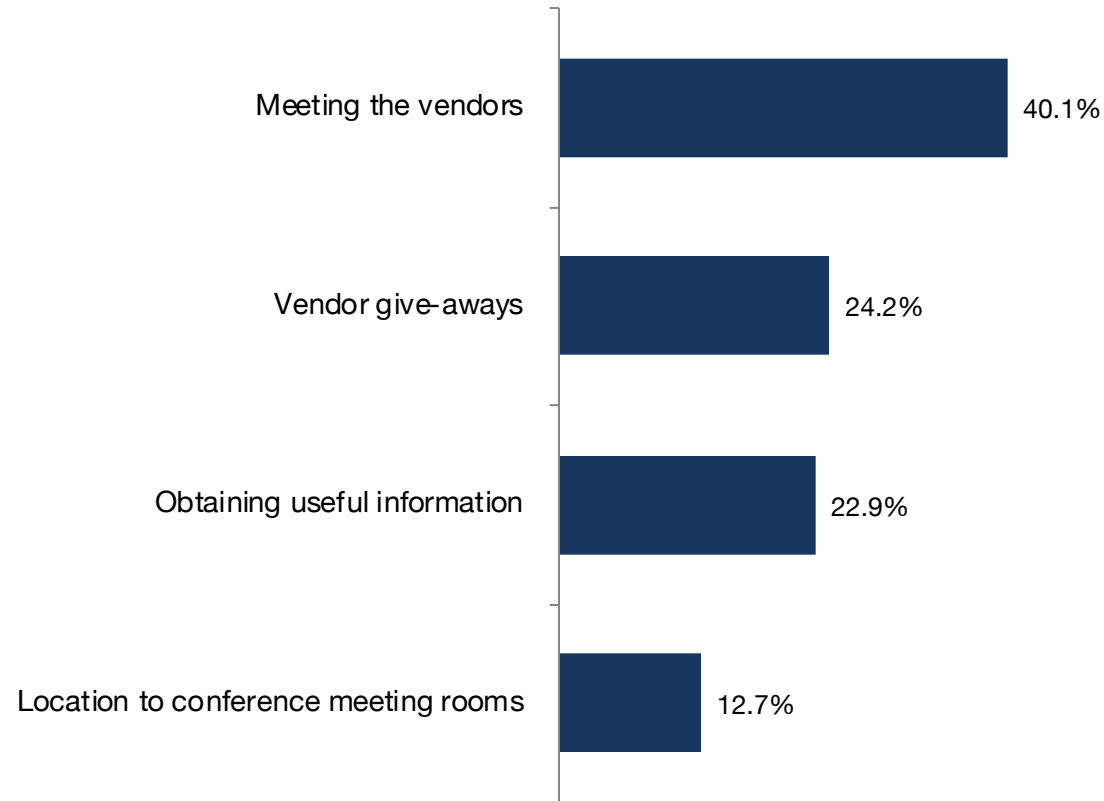 Meeting the vendors
40.1%
Vendor give-aways
24.2%
Obtaining useful information
22.9%
Location to conference meeting rooms
12.7%